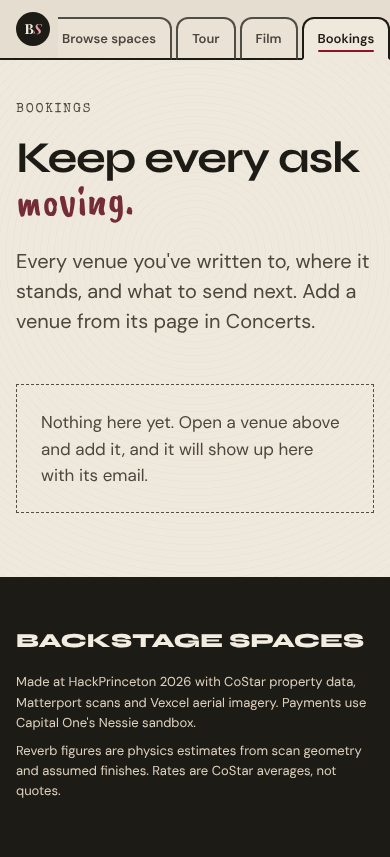 BS
Browse spaces
Tour
Film
Bookings
BOOKINGS
Keep every ask
moving.
Every venue you've written to, where it
stands, and what to send next. Add a
venue from its page in Concerts.
Nothing here yet. Open a venue above
and add it, and it will show up here
with its email.
BACKSTAGE SPACES
Made at HackPrinceton 2026 with CoStar property data,
Matterport scans and Vexcel aerial imagery. Payments use
Capital One's Nessie sandbox.
Reverb figures are physics estimates from scan geometry
and assumed finishes. Rates are CoStar averages, not
quotes.